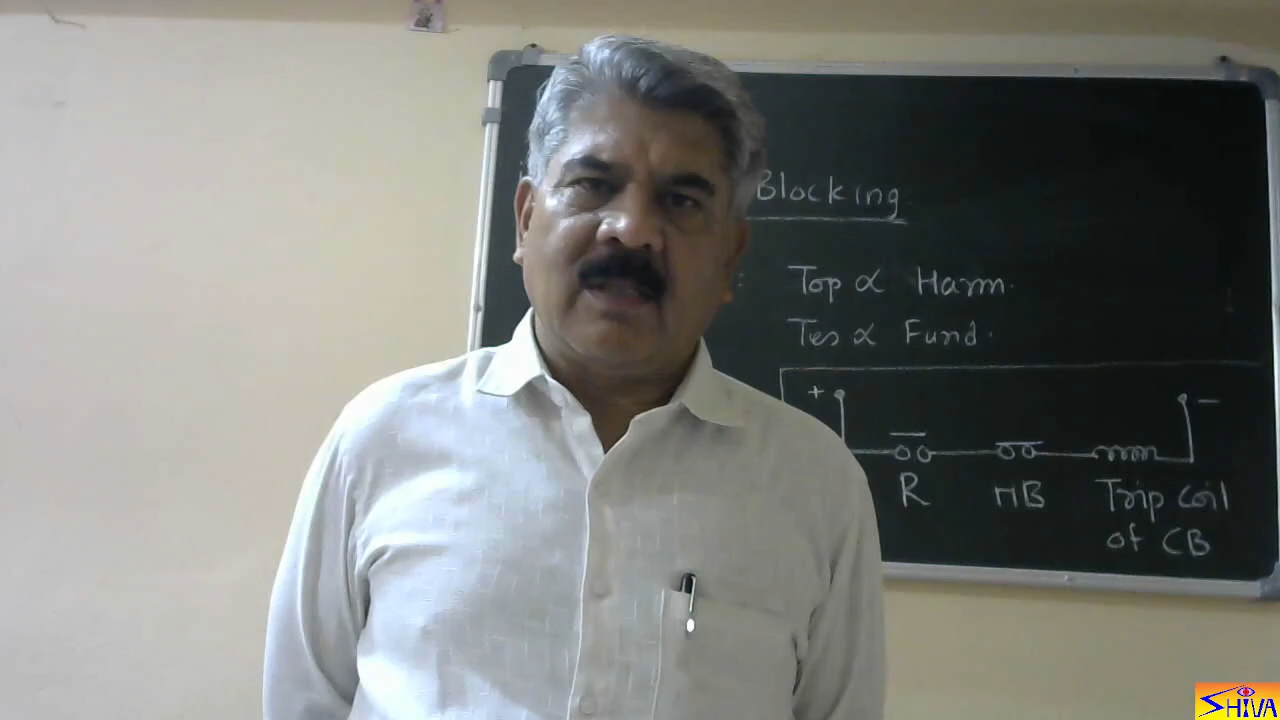 Blocking
: Top ∝ Harm.
Tes ∝ Fund.
+ −
R HB Trip coil
of CB
SHIVA